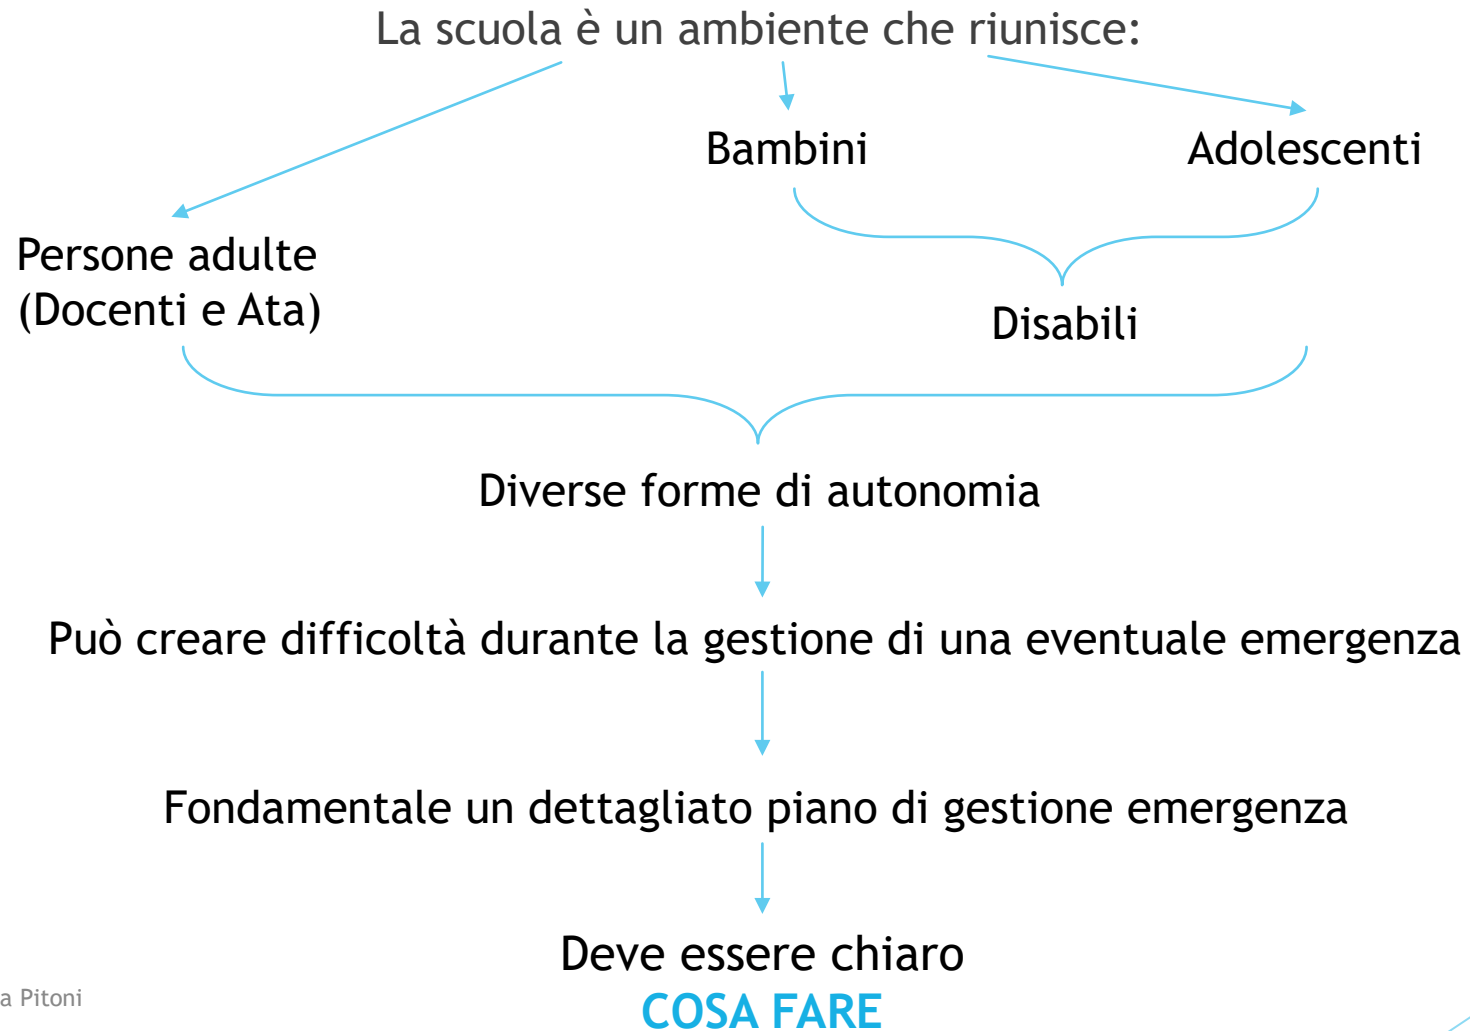 La scuola è un ambiente che riunisce:
Bambini
Adolescenti
Persone adulte
(Docenti e Ata)
Disabili
Diverse forme di autonomia
Può creare difficoltà durante la gestione di una eventuale emergenza
Fondamentale un dettagliato piano di gestione emergenza
Deve essere chiaro
COSA FARE
a Pitoni